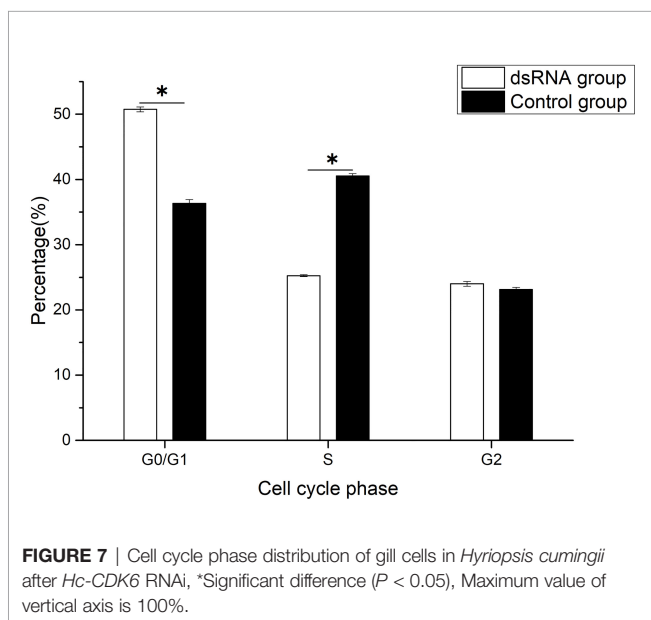 dsRNA group
Control group
*
*
50
40
30
20
10
0
Percentage(%)
G0/G1
S
G2
Cell cycle phase
FIGURE 7 | Cell cycle phase distribution of gill cells in Hyriopsis cumingii
after Hc-CDK6 RNAi, *Significant difference (P < 0.05), Maximum value of
vertical axis is 100%.